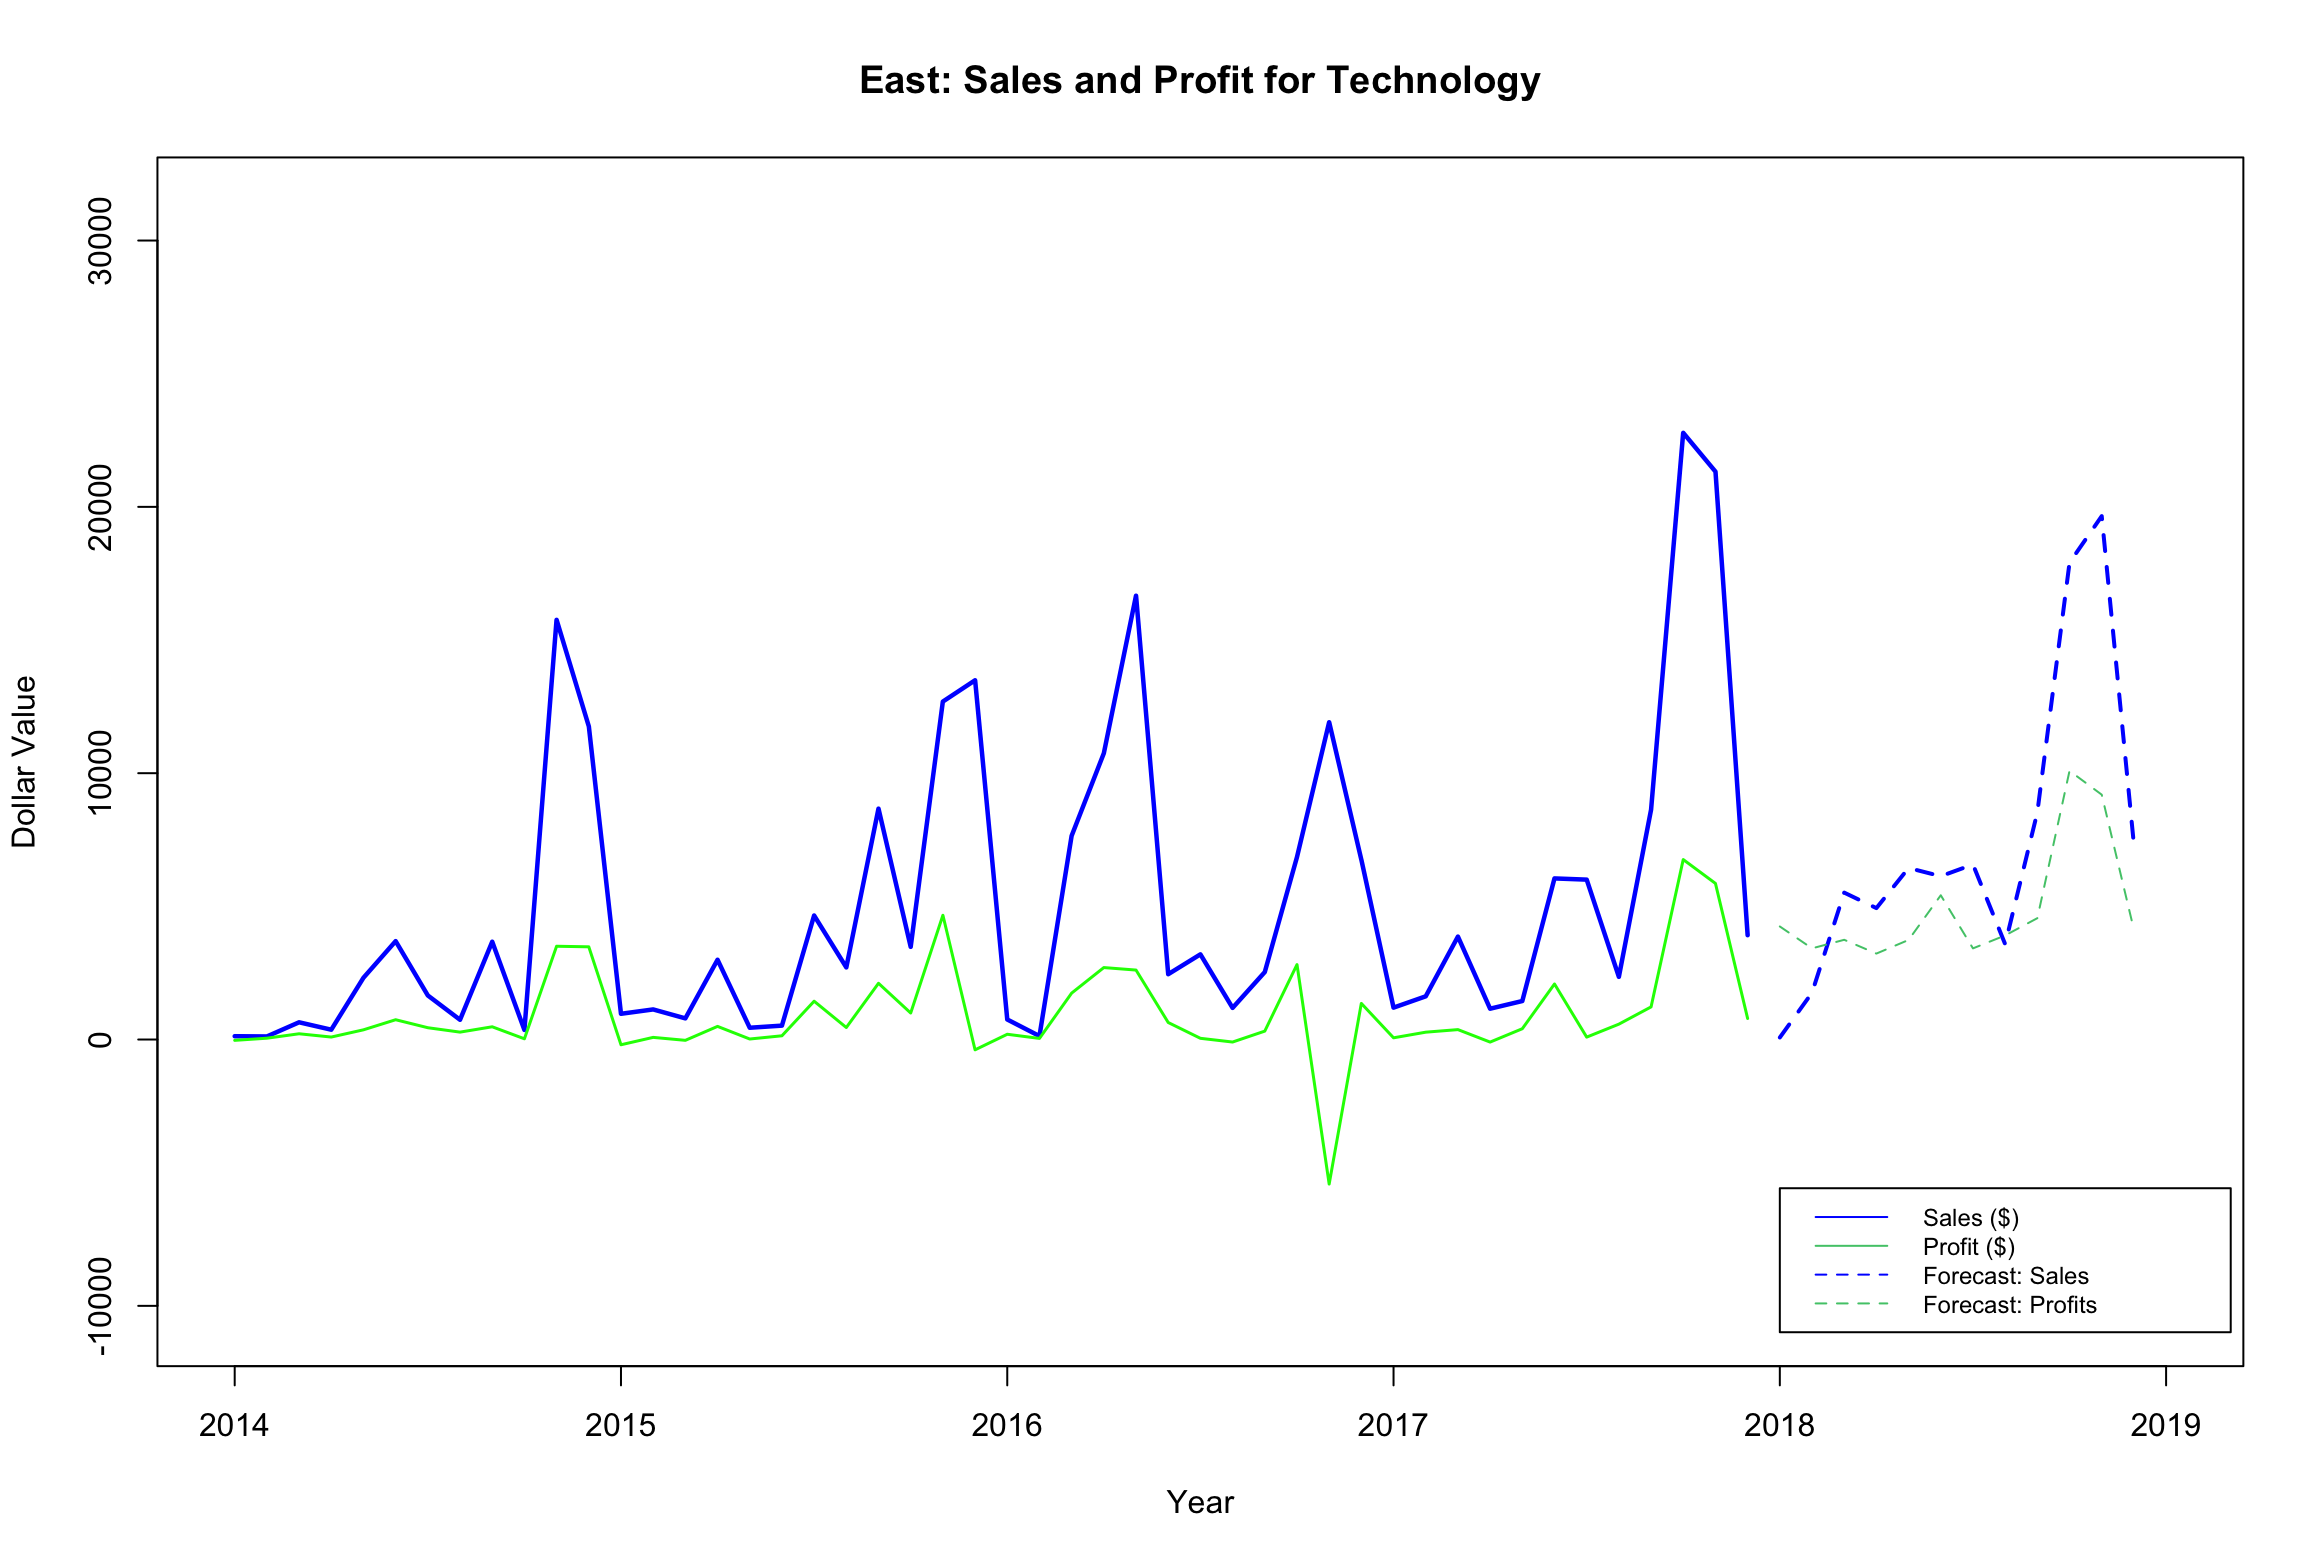 East: Sales and Profit for Technology
Dollar Value
30000
20000
10000
0
-10000
Sales ($)
Profit ($)
Forecast: Sales
Forecast: Profits
2014 2015 2016 2017 2018 2019
Year